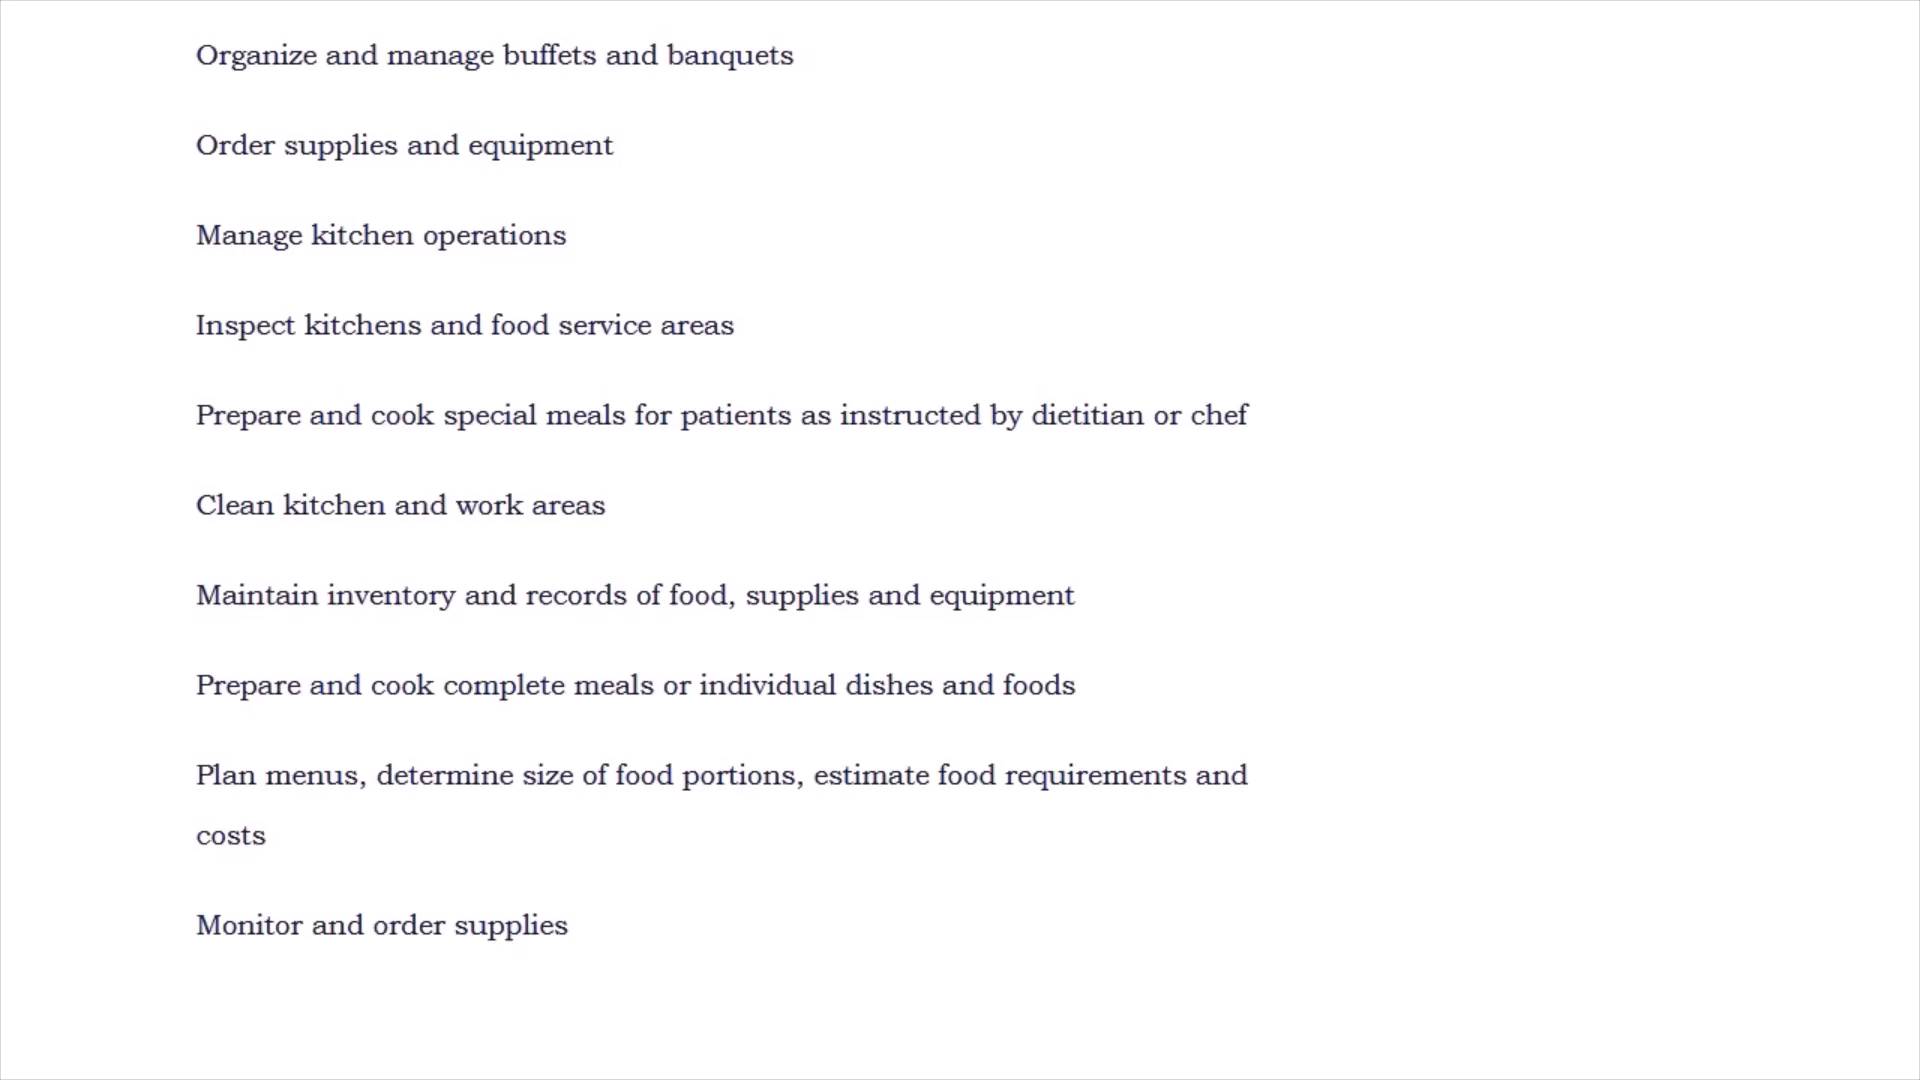 Organize and manage buffets and banquets
Order supplies and equipment
Manage kitchen operations
Inspect kitchens and food service areas
Prepare and cook special meals for patients as instructed by dietitian or chef
Clean kitchen and work areas
Maintain inventory and records of food, supplies and equipment
Prepare and cook complete meals or individual dishes and foods
Plan menus, determine size of food portions, estimate food requirements and
costs
Monitor and order supplies